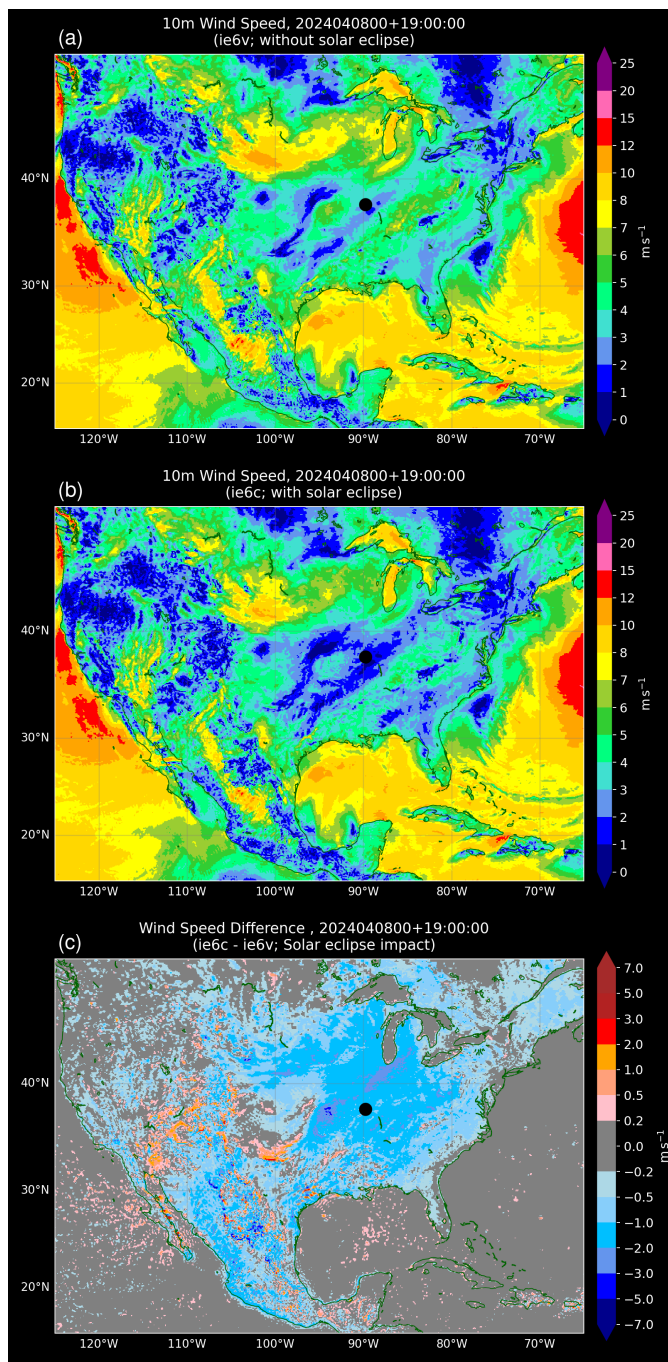 10m Wind Speed, 2024040800+19:00:00
(a)
(ie6v; without solar eclipse)
25
20
15
12
10
9
8
7
6
5
4
3
2
1
0
m s⁻¹
40°N
30°N
20°N
120°W 110°W 100°W 90°W 80°W 70°W
10m Wind Speed, 2024040800+19:00:00
(b)
(ie6c; with solar eclipse)
25
20
15
12
10
9
8
7
6
5
4
3
2
1
0
m s⁻¹
40°N
30°N
20°N
120°W 110°W 100°W 90°W 80°W 70°W
Wind Speed Difference , 2024040800+19:00:00
(c)
(ie6c - ie6v; Solar eclipse impact)
7.0
5.0
3.0
2.0
1.0
0.5
0.2
0.0
−0.2
−0.5
−1.0
−2.0
−3.0
−5.0
−7.0
m s⁻¹
40°N
30°N
20°N
120°W 110°W 100°W 90°W 80°W 70°W